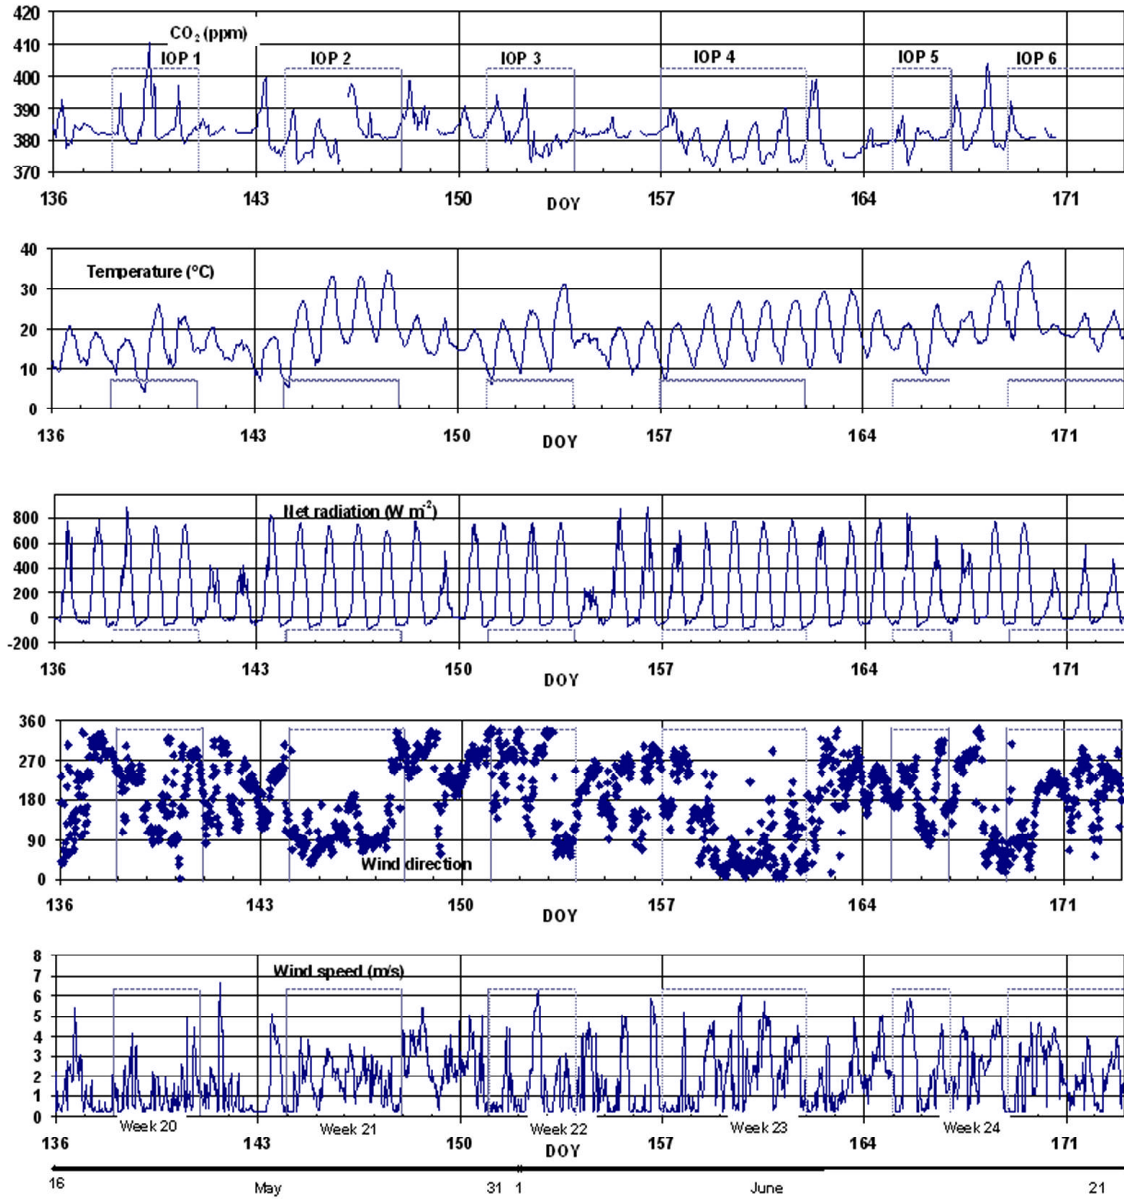 420
CO₂ (ppm)
410
IOP 1 IOP 2 IOP 3 IOP 4 IOP 5 IOP 6
400
390
380
370
136 143 150 157 164 171
DOY
40
Temperature (°C)
30
20
10
0
136 143 150 157 164 171
DOY
Net radiation (W m⁻²)
800
600
400
200
0
-200
136 143 150 157 164 171
DOY
360
270
180
90
Wind direction
0
136 143 150 157 164 171
DOY
8
Wind speed (m/s)
7
6
5
4
3
2
1
0
Week 20 Week 21 Week 22 Week 23 Week 24
136 143 150 157 164 171
DOY
16 May 31 1 June 21